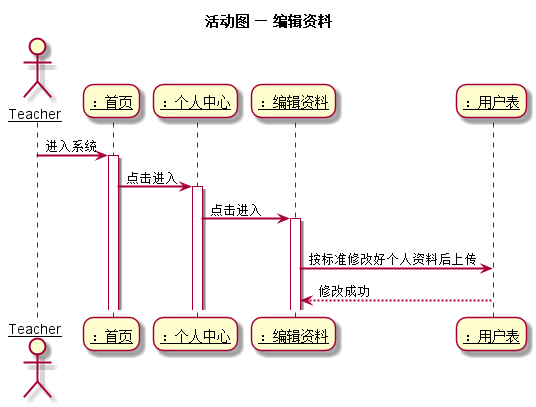 活动图 — 编辑资料
Teacher
: 首页
: 个人中心
: 编辑资料
: 用户表
进入系统
点击进入
点击进入
按标准修改好个人资料后上传
修改成功
Teacher
: 首页
: 个人中心
: 编辑资料
: 用户表